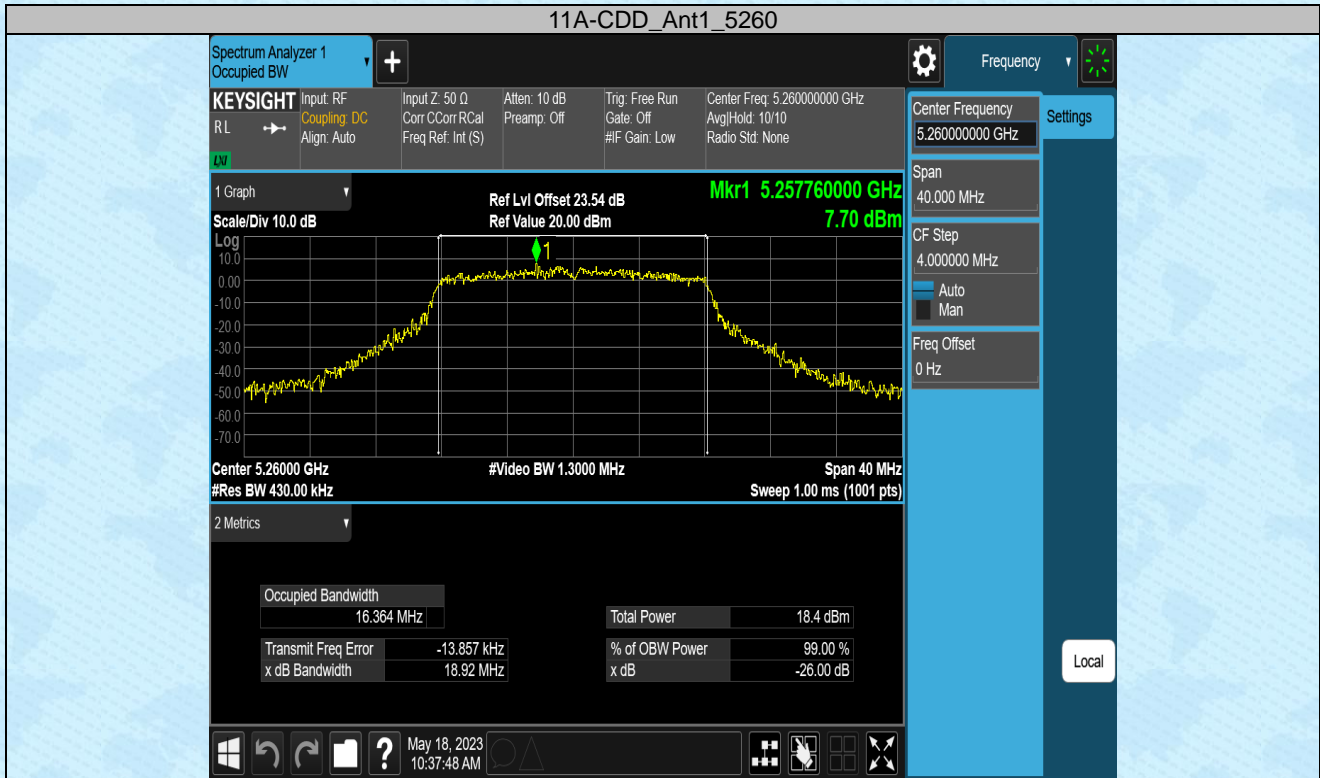 11A-CDD_Ant1_5260
Spectrum Analyzer 1
Occupied BW
Frequency
KEYSIGHT
R L
LXI
Input: RF
Coupling: DC
Align: Auto
Input Z: 50 Ω
Corr CCorr RCal
Freq Ref: Int (S)
Atten: 10 dB
Preamp: Off
Trig: Free Run
Gate: Off
#IF Gain: Low
Center Freq: 5.260000000 GHz
Avg|Hold: 10/10
Radio Std: None
Center Frequency
5.260000000 GHz
Settings
Span
40.000 MHz
CF Step
4.000000 MHz
Auto
Man
Freq Offset
0 Hz
Local
1 Graph
Scale/Div 10.0 dB
Ref Lvl Offset 23.54 dB
Ref Value 20.00 dBm
Mkr1 5.257760000 GHz
7.70 dBm
Log
10.0
0.00
-10.0
-20.0
-30.0
-40.0
-50.0
-60.0
-70.0
1
Center 5.26000 GHz
#Res BW 430.00 kHz
#Video BW 1.3000 MHz
Span 40 MHz
Sweep 1.00 ms (1001 pts)
2 Metrics
Occupied Bandwidth
16.364 MHz
Total Power 18.4 dBm
Transmit Freq Error -13.857 kHz
% of OBW Power 99.00 %
x dB Bandwidth 18.92 MHz
x dB -26.00 dB
?
May 18, 2023
10:37:48 AM